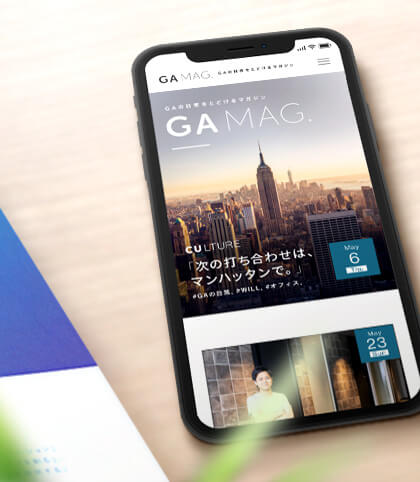 GA MAG. GAの日常をとどけるマガジン
GAの日常をとどけるマガジン
GA MAG.
CULTURE
「次の打ち合わせは、
マンハッタンで。」
#GAの日常, #WILL, #オフィス,
May
6
Thu
May
23
Sun